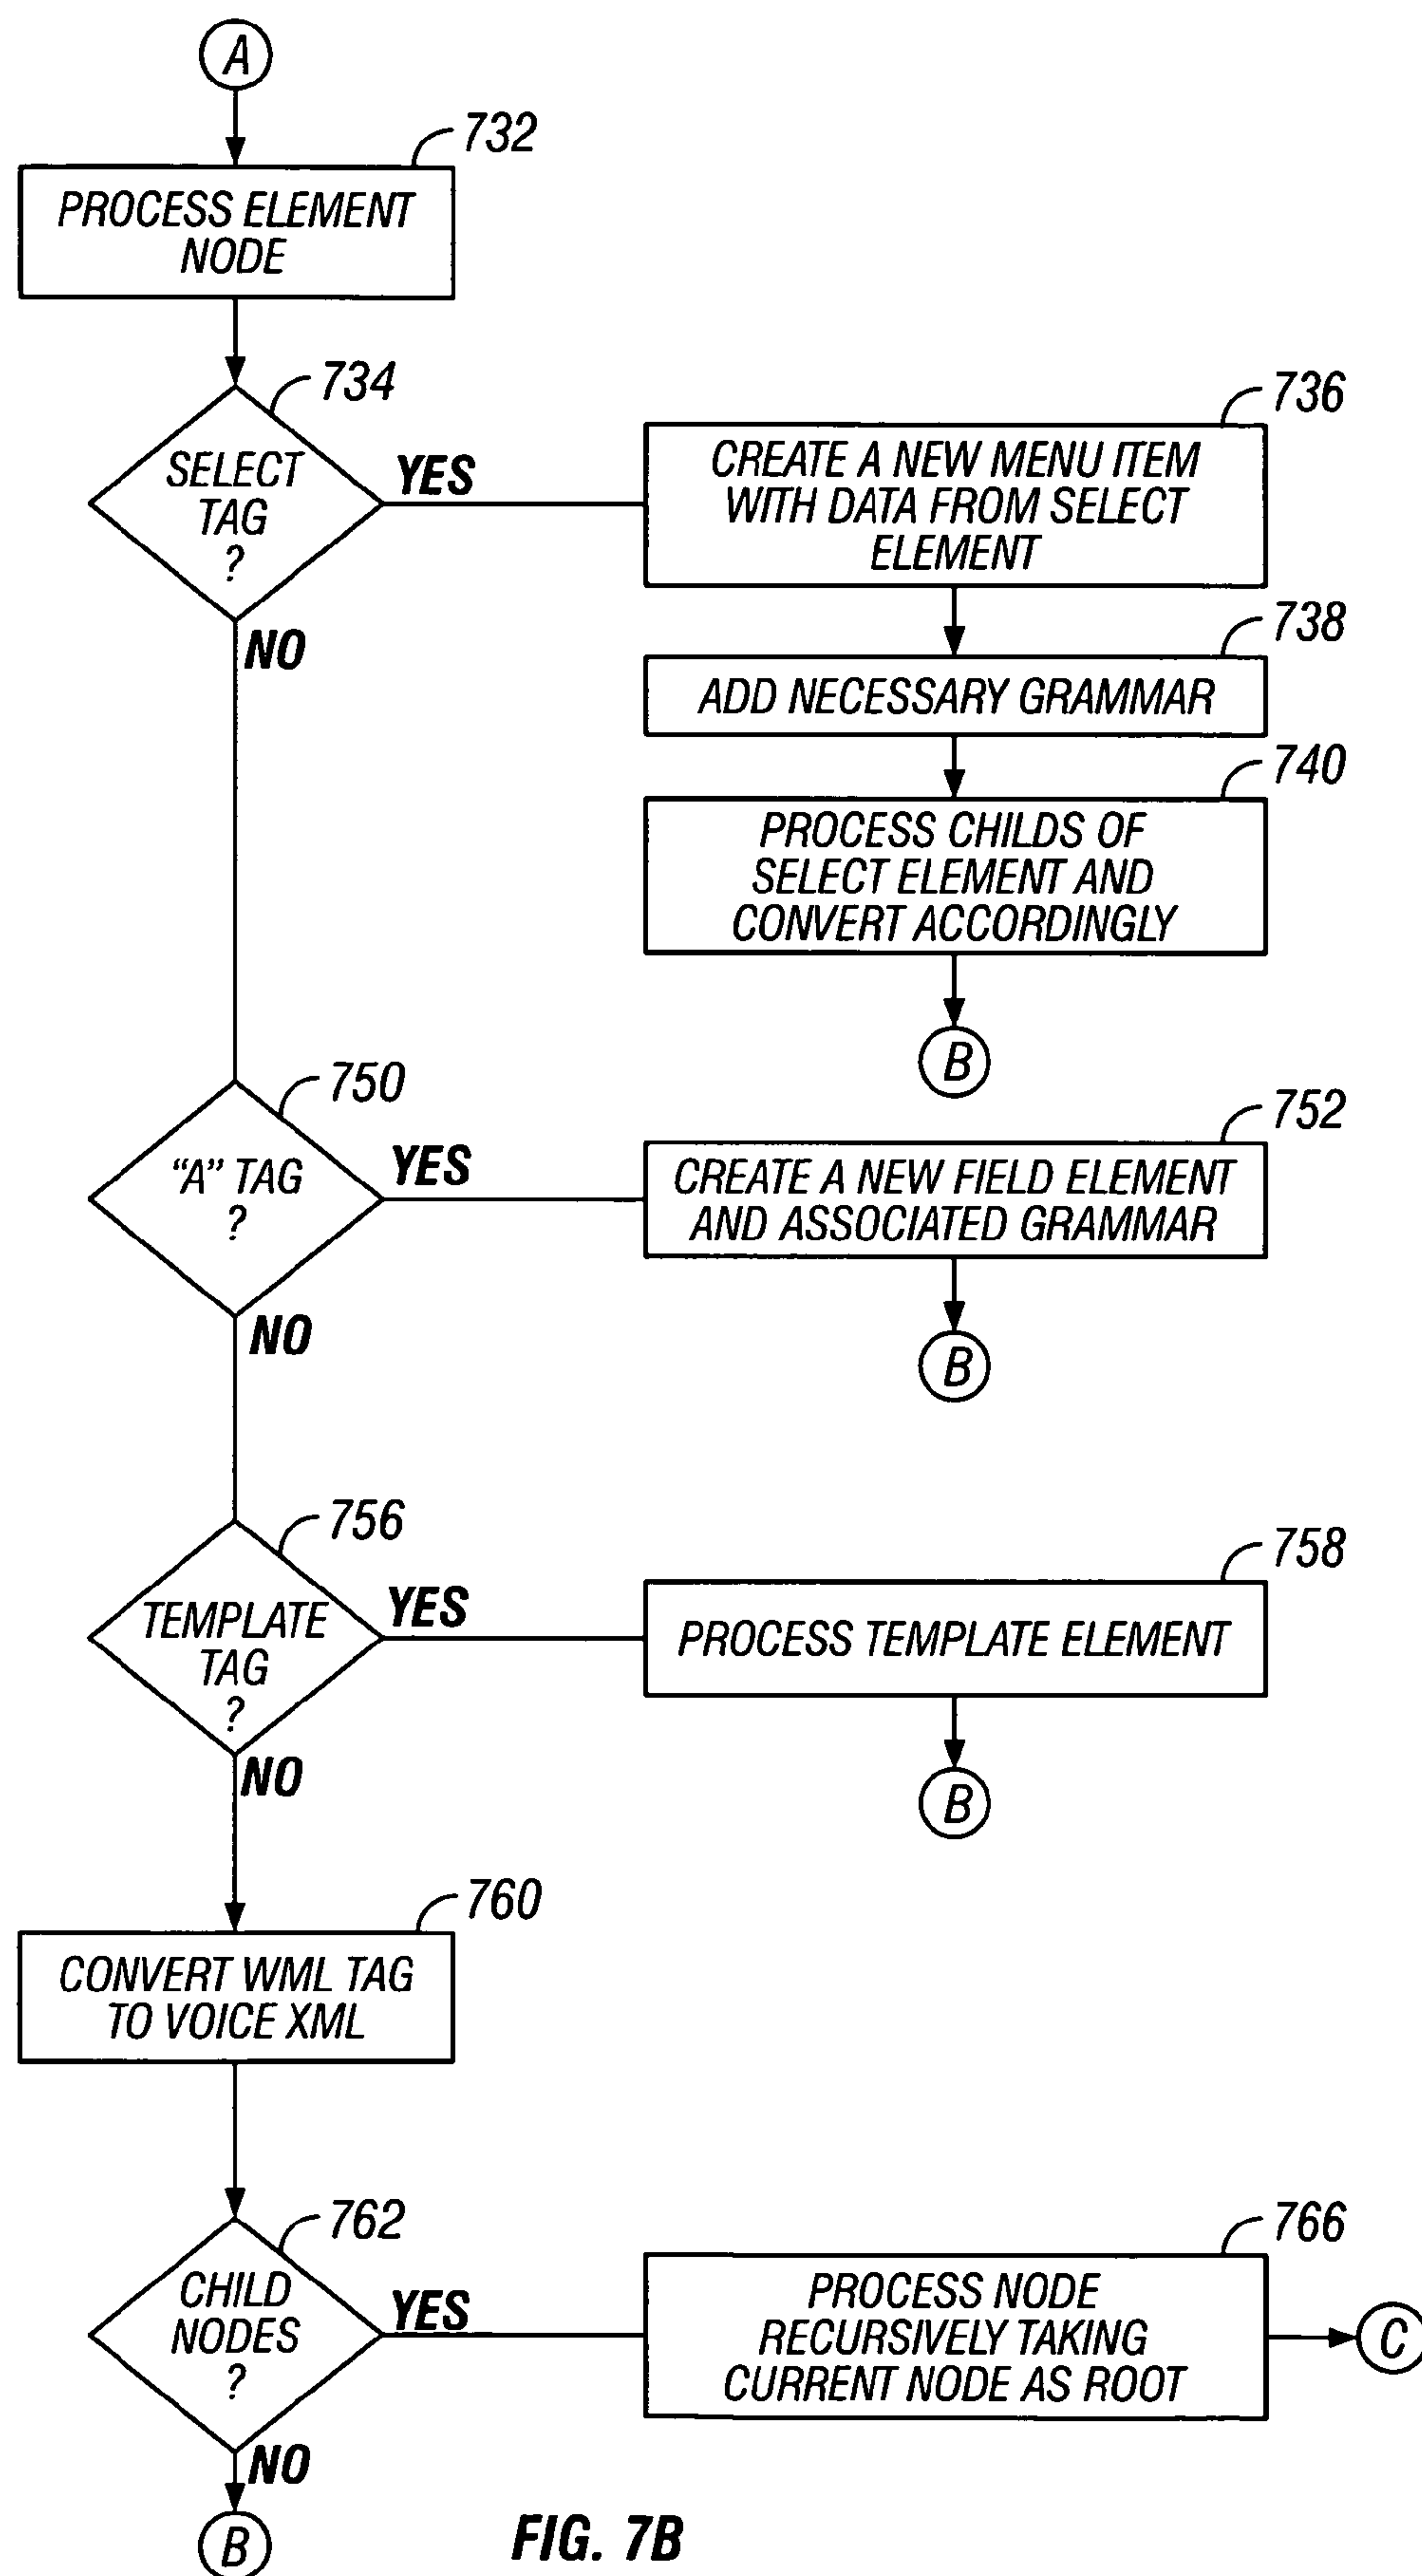 A
732
PROCESS ELEMENT
NODE
734
SELECT
TAG
?
YES
NO
736
CREATE A NEW MENU ITEM
WITH DATA FROM SELECT
ELEMENT
738
ADD NECESSARY GRAMMAR
740
PROCESS CHILDS OF
SELECT ELEMENT AND
CONVERT ACCORDINGLY
B
750
“A” TAG
?
YES
NO
752
CREATE A NEW FIELD ELEMENT
AND ASSOCIATED GRAMMAR
B
756
TEMPLATE
TAG
?
YES
NO
758
PROCESS TEMPLATE ELEMENT
B
760
CONVERT WML TAG
TO VOICE XML
762
CHILD
NODES
?
YES
NO
766
PROCESS NODE
RECURSIVELY TAKING
CURRENT NODE AS ROOT
C
B
FIG. 7B